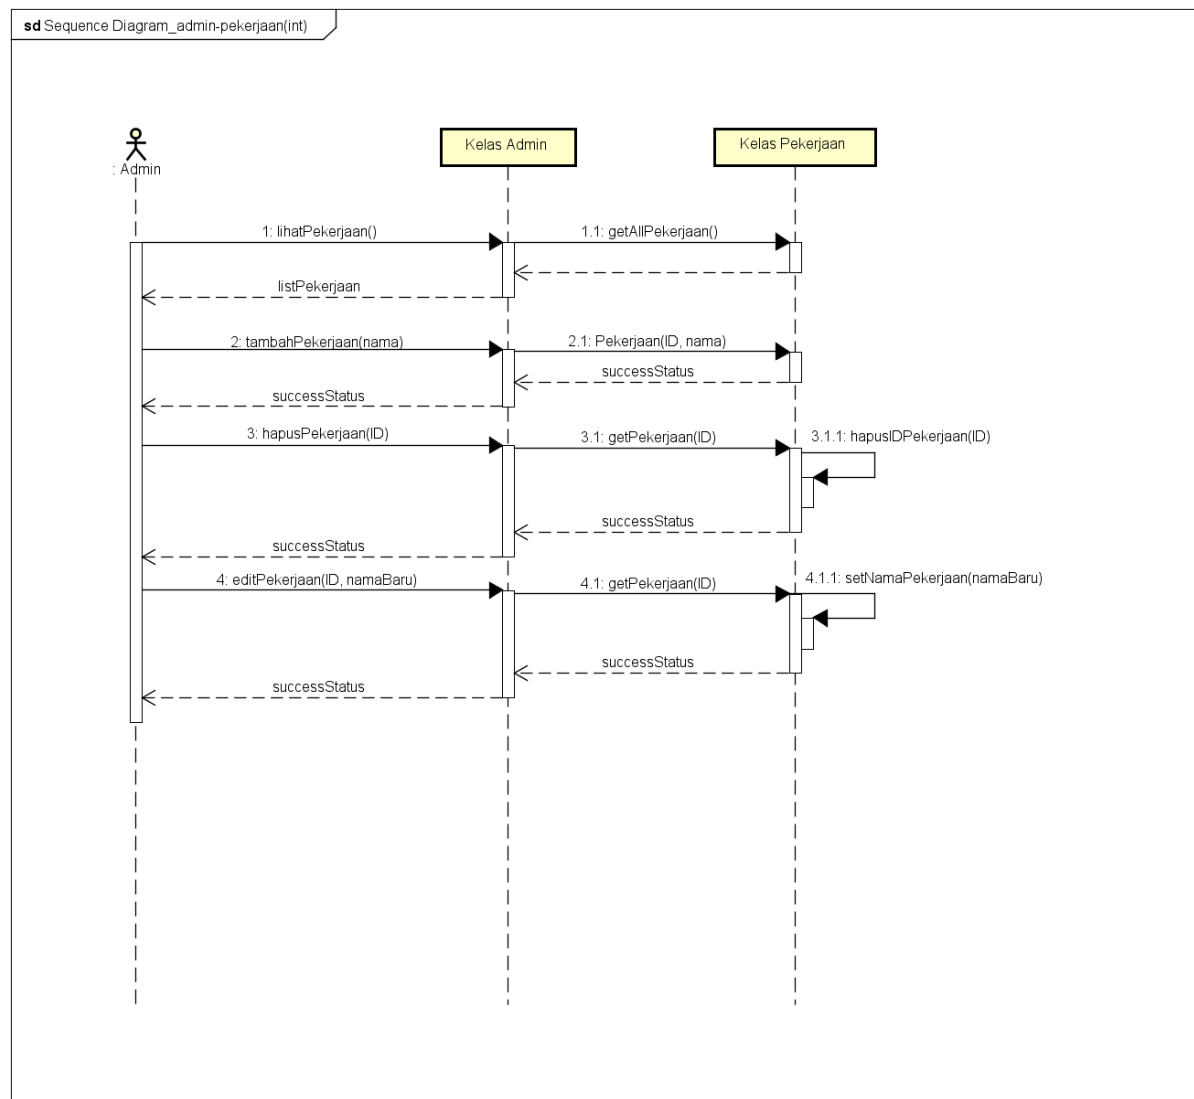 sd Sequence Diagram_admin-pekerjaan(int)
: Admin
Kelas Admin
Kelas Pekerjaan
1: lihatPekerjaan()
1.1: getAllPekerjaan()
listPekerjaan
2: tambahPekerjaan(nama)
2.1: Pekerjaan(ID, nama)
successStatus
successStatus
3: hapusPekerjaan(ID)
3.1: getPekerjaan(ID)
3.1.1: hapusIDPekerjaan(ID)
successStatus
successStatus
4: editPekerjaan(ID, namaBaru)
4.1: getPekerjaan(ID)
4.1.1: setNamaPekerjaan(namaBaru)
successStatus
successStatus